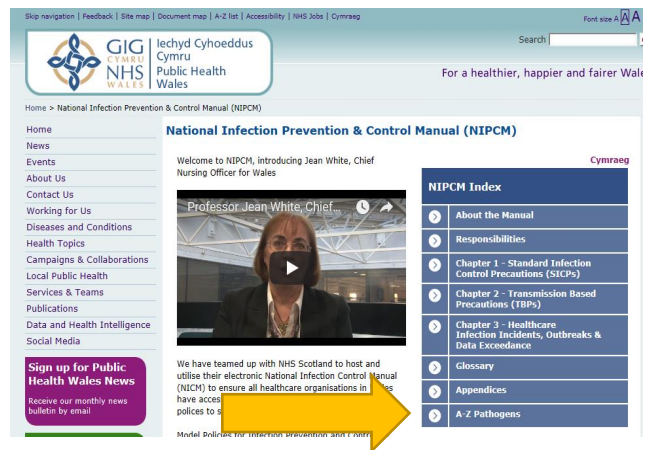 Skip navigation | Feedback | Site map | Document map | A-Z list | Accessibility | NHS Jobs | Cymraeg
Font size A A A
Search
GIG
CYMRU
NHS
WALES
Iechyd Cyhoeddus
Cymru
Public Health
Wales
For a healthier, happier and fairer Wale
Home > National Infection Prevention & Control Manual (NIPCM)
Home
News
Events
About Us
Contact Us
Working for Us
Diseases and Conditions
Health Topics
Campaigns & Collaborations
Local Public Health
Services & Teams
Publications
Data and Health Intelligence
Social Media
Sign up for Public
Health Wales News
Receive our monthly news
bulletin by email
National Infection Prevention & Control Manual (NIPCM)
Welcome to NIPCM, introducing Jean White, Chief
Nursing Officer for Wales
Professor Jean White, Chief...
We have teamed up with NHS Scotland to host and
utilise their electronic National Infection Control Manual
(NICM) to ensure all healthcare organisations in
have acces
polices to s
Model Policies for Infection Prevention and
Cymraeg
NIPCM Index
About the Manual
Responsibilities
Chapter 1 - Standard Infection
Control Precautions (SICPs)
Chapter 2 - Transmission Based
Precautions (TBPs)
Chapter 3 - Healthcare
Infection Incidents, Outbreaks &
Data Exceedance
Glossary
Appendices
A-Z Pathogens